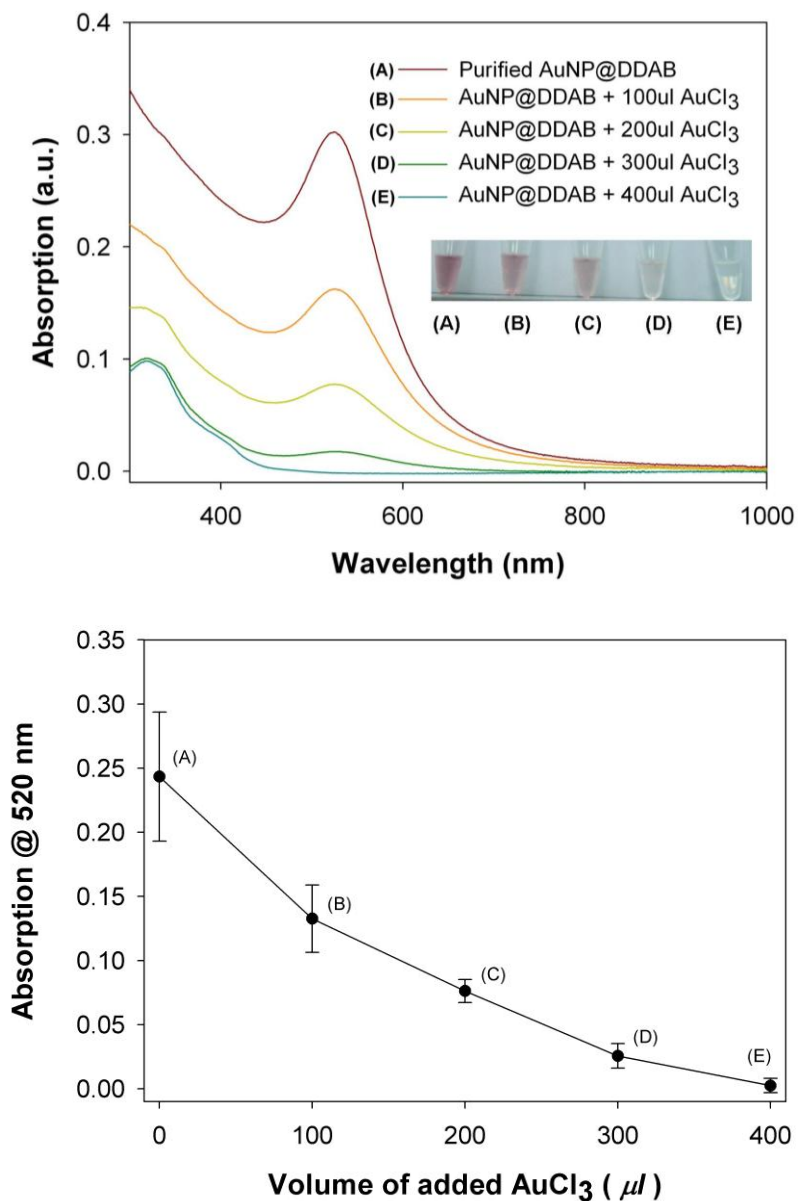 0.4
0.3
0.2
0.1
0.0
Absorption (a.u.)
(A) Purified AuNP@DDAB
(B) AuNP@DDAB + 100ul AuCl3
(C) AuNP@DDAB + 200ul AuCl3
(D) AuNP@DDAB + 300ul AuCl3
(E) AuNP@DDAB + 400ul AuCl3
(A) (B) (C) (D) (E)
400 600 800 1000
Wavelength (nm)
0.35
0.30
0.25
0.20
0.15
0.10
0.05
0.00
Absorption @ 520 nm
(A)
(B)
(C)
(D)
(E)
0 100 200 300 400
Volume of added AuCl3 ( μl )